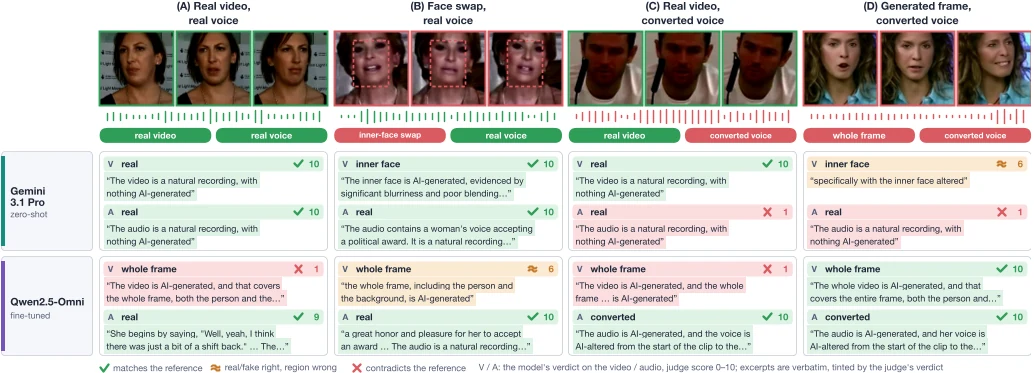 (A) Real video,
real voice
(B) Face swap,
real voice
(C) Real video,
converted voice
(D) Generated frame,
converted voice
real video
real voice
inner-face swap
real voice
real video
converted voice
whole frame
converted voice
Gemini
3.1 Pro
zero-shot
V real 10
“The video is a natural recording, with
nothing AI-generated”
A real 10
“The audio is a natural recording, with
nothing AI-generated”
V inner face 10
“The inner face is AI-generated, evidenced by
significant blurriness and poor blending…”
A real 10
“The audio contains a woman's voice accepting
a political award. It is a natural recording…”
V real 10
“The video is a natural recording, with
nothing AI-generated”
A real 1
“The audio is a natural recording, with
nothing AI-generated”
V inner face 6
“specifically with the inner face altered”
A real 1
“The audio is a natural recording, with
nothing AI-generated”
Qwen2.5-Omni
fine-tuned
V whole frame 1
“The video is AI-generated, and that covers
the whole frame, both the person and the…”
A real 9
“She begins by saying, "Well, yeah, I think
there was just a bit of a shift back." … The…”
V whole frame 6
“the whole frame, including the person and
the background, is AI-generated”
A real 10
“a great honor and pleasure for her to accept
an award … The audio is a natural recording…”
V whole frame 1
“The video is AI-generated, and the whole
frame … is AI-generated”
A converted 10
“The audio is AI-generated, and the voice is
AI-altered from the start of the clip to the…”
V whole frame 10
“The whole video is AI-generated, and that
covers the entire frame, both the person and…”
A converted 10
“The audio is AI-generated, and her voice is
AI-altered from the start of the clip to the…”
matches the reference
real/fake right, region wrong
contradicts the reference
V / A: the model's verdict on the video / audio, judge score 0–10; excerpts are verbatim, tinted by the judge's verdict